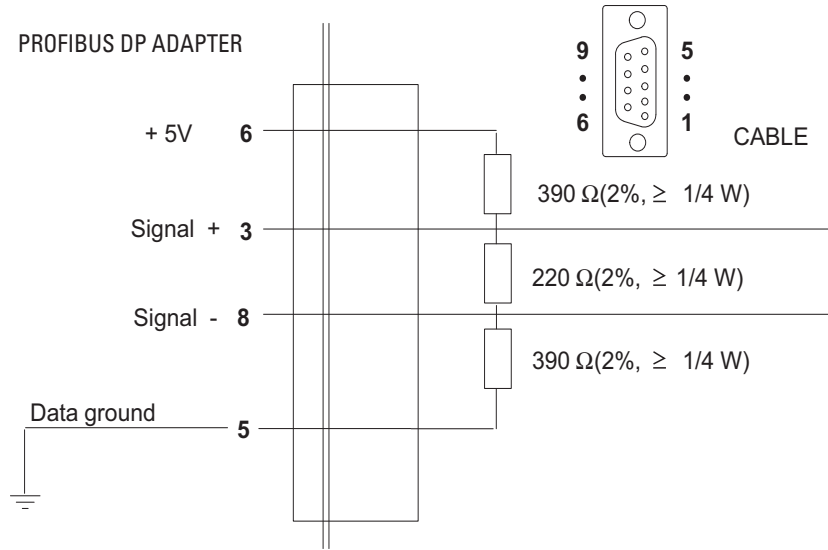 PROFIBUS DP ADAPTER
9 5
6 1
CABLE
+ 5V 6
390 Ω(2%, ≥ 1/4 W)
Signal + 3
220 Ω(2%, ≥ 1/4 W)
Signal - 8
390 Ω(2%, ≥ 1/4 W)
Data ground
5